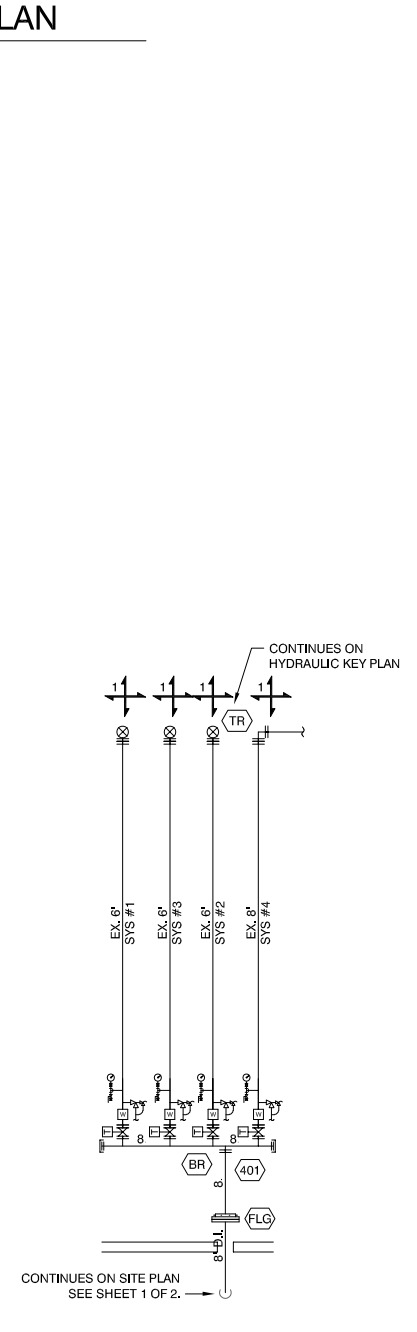 LAN
CONTINUES ON
HYDRAULIC KEY PLAN
1
1
1
1
TR
EX. 6"
SYS #1
EX. 6"
SYS #3
EX. 6"
SYS #2
EX. 8"
SYS #4
W
W
W
W
T
T
T
T
8.
8.
BR
401
8.
FLG
8" D.I.
CONTINUES ON SITE PLAN
SEE SHEET 1 OF 2.